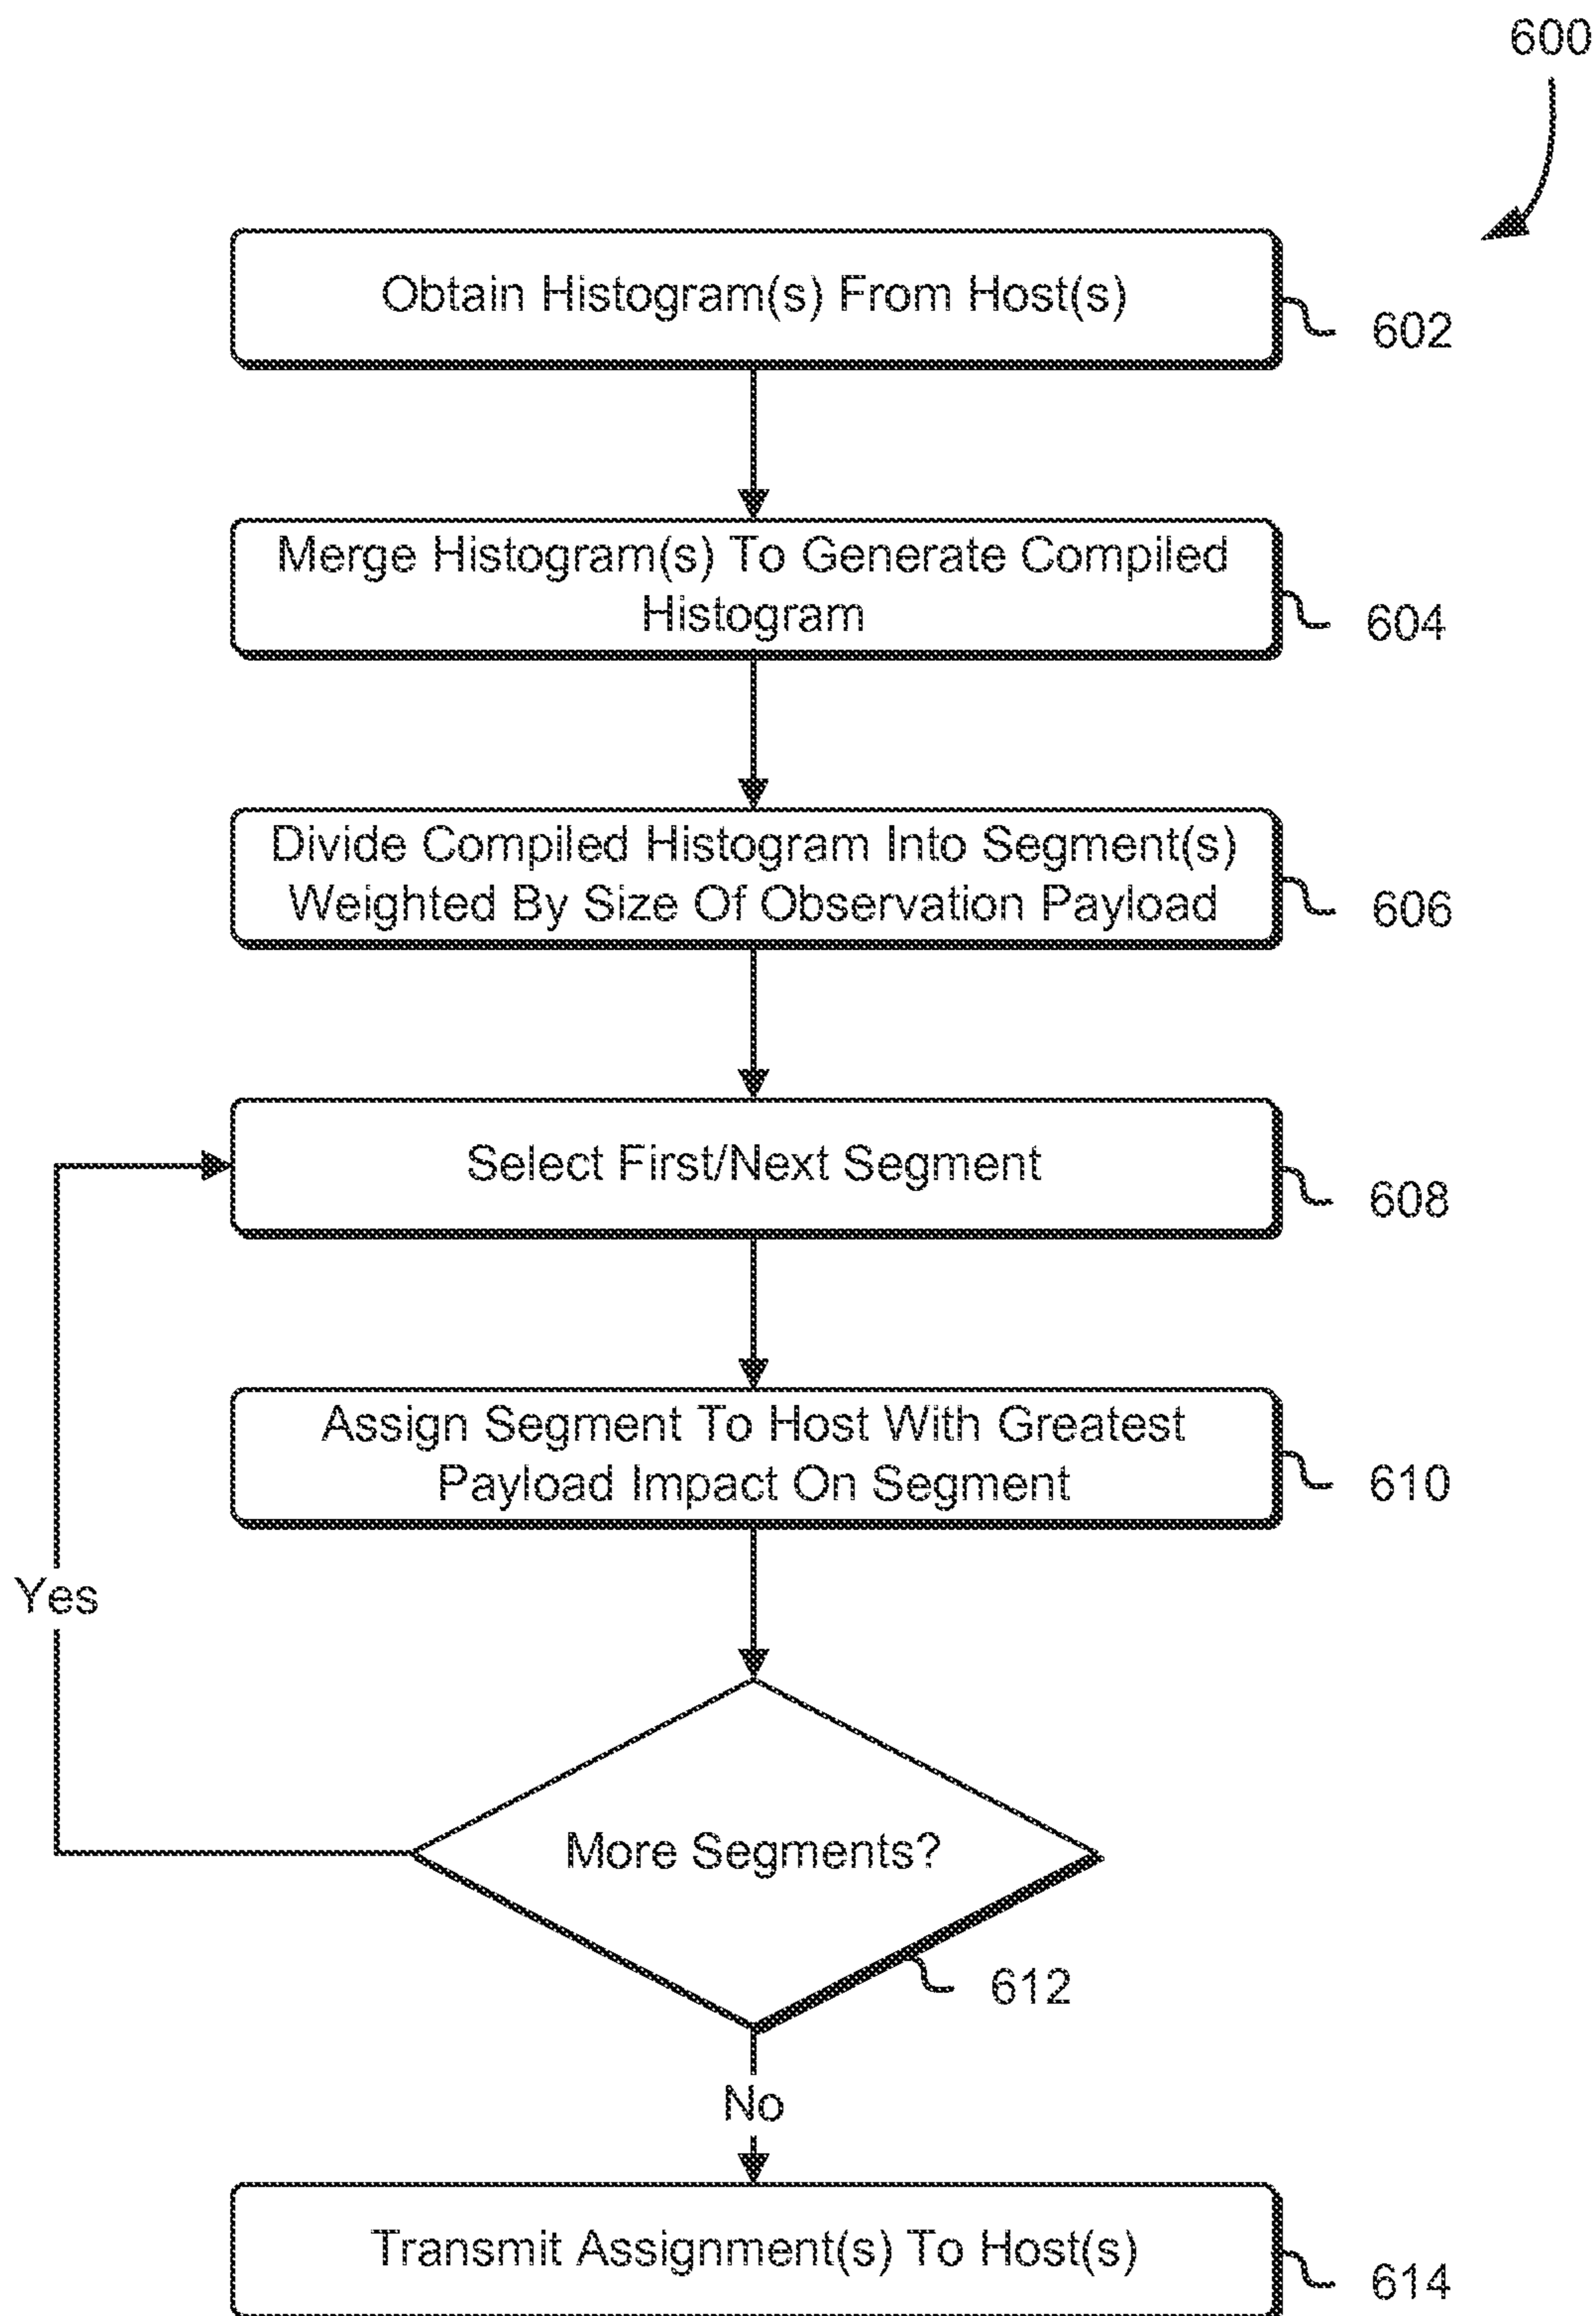 600
Obtain Histogram(s) From Host(s)
602
Merge Histogram(s) To Generate Compiled
Histogram
604
Divide Compiled Histogram Into Segment(s)
Weighted By Size Of Observation Payload
606
Select First/Next Segment
608
Assign Segment To Host With Greatest
Payload Impact On Segment
610
Yes
More Segments?
612
No
Transmit Assignment(s) To Host(s)
614